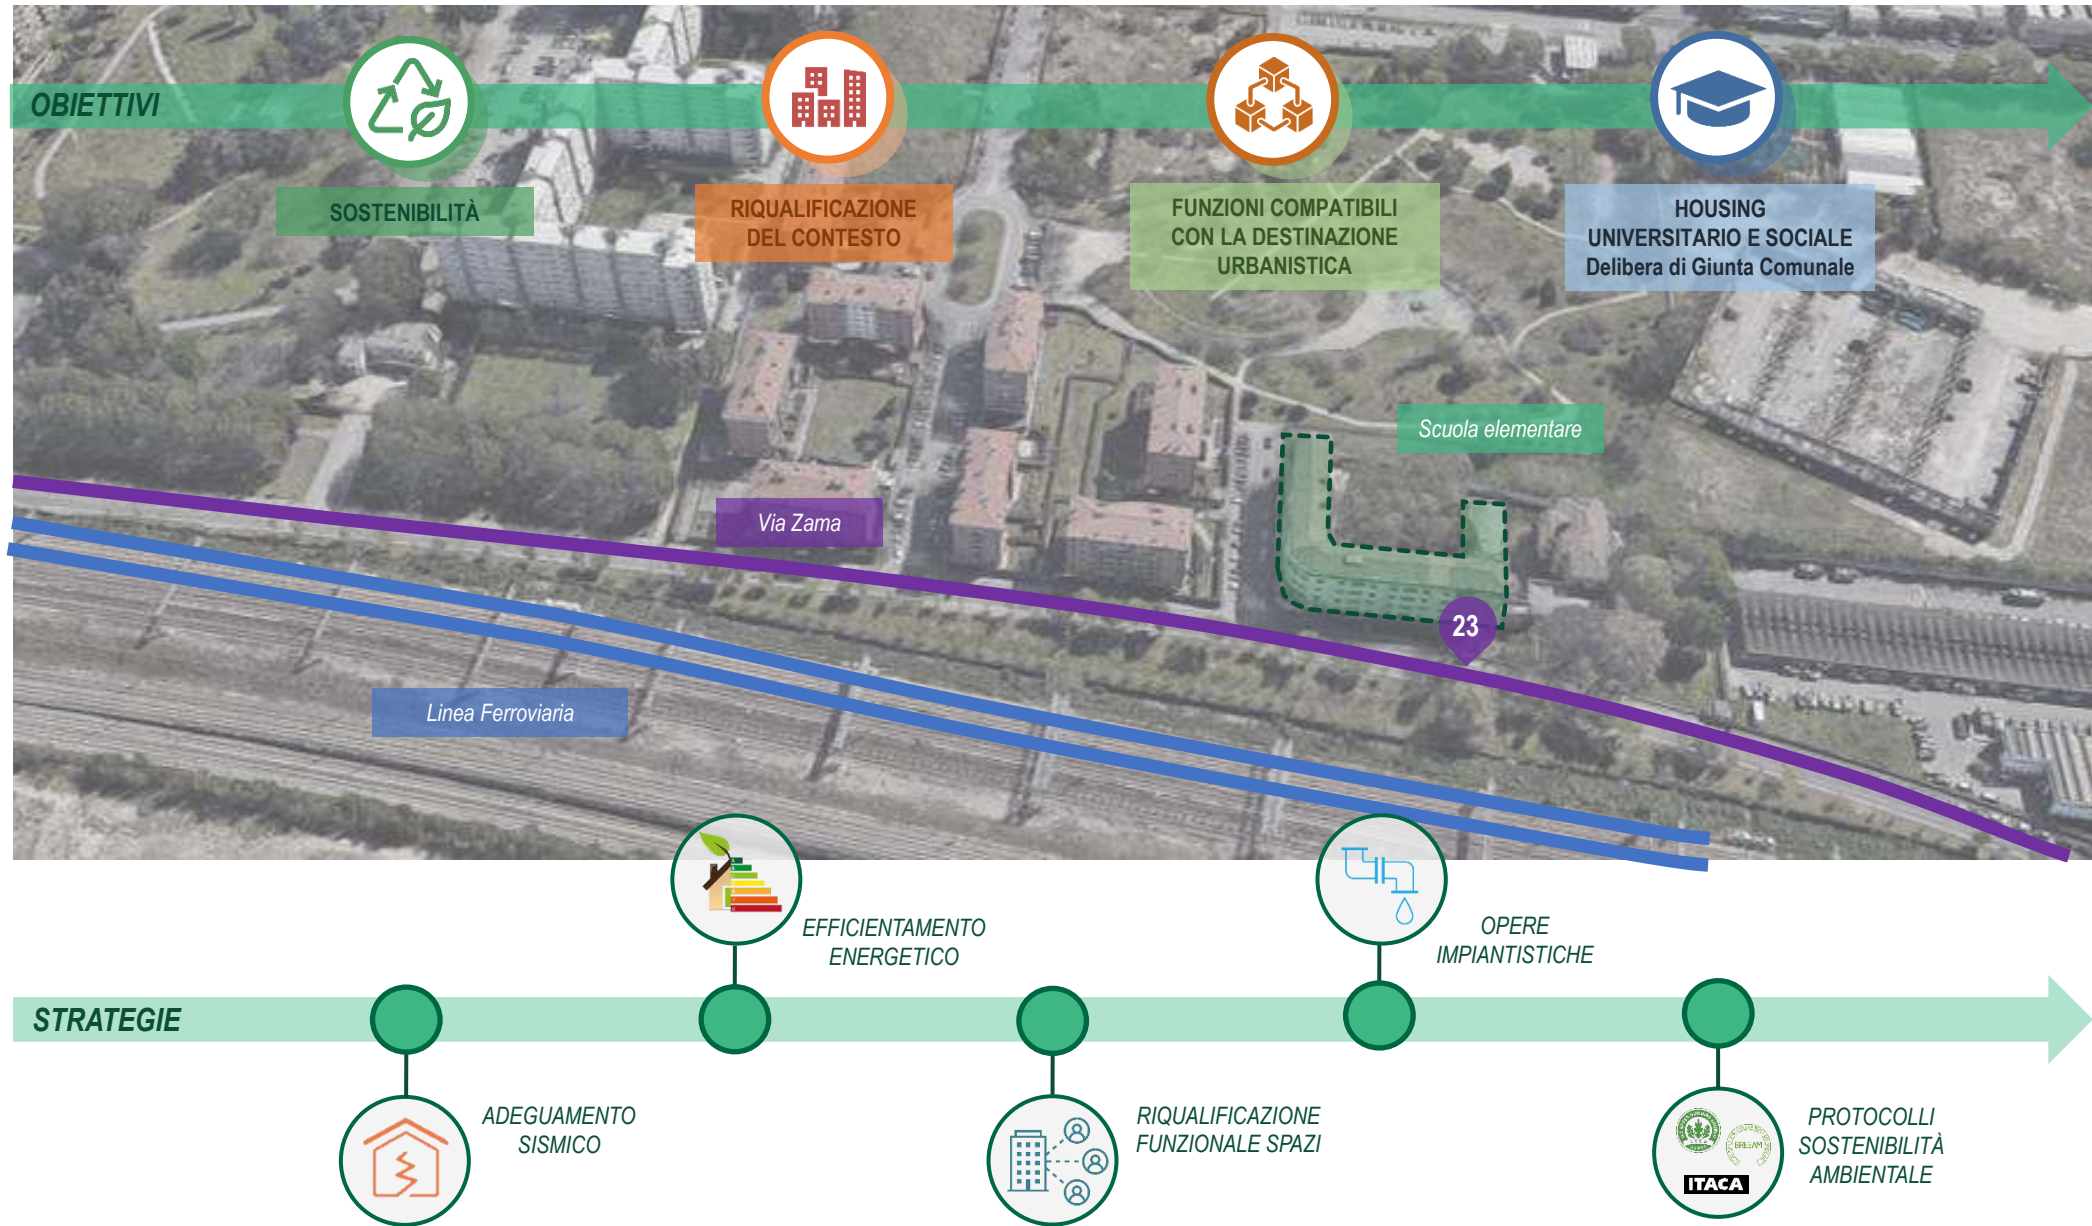 OBIETTIVI
SOSTENIBILITÀ
RIQUALIFICAZIONE
DEL CONTESTO
FUNZIONI COMPATIBILI
CON LA DESTINAZIONE
URBANISTICA
HOUSING
UNIVERSITARIO E SOCIALE
Delibera di Giunta Comunale
Scuola elementare
Via Zama
23
Linea Ferroviaria
EFFICIENTAMENTO
ENERGETICO
OPERE
IMPIANTISTICHE
STRATEGIE
ADEGUAMENTO
SISMICO
RIQUALIFICAZIONE
FUNZIONALE SPAZI
BREEAM
ITACA
PROTOCOLLI
SOSTENIBILITÀ
AMBIENTALE